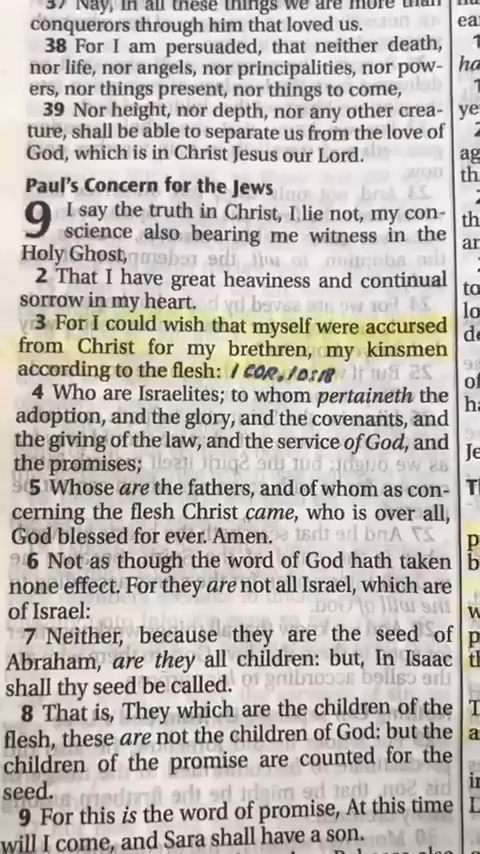 37 Nay, in all these things we are more than
conquerors through him that loved us.
38 For I am persuaded, that neither death,
nor life, nor angels, nor principalities, nor pow-
ers, nor things present, nor things to come,
39 Nor height, nor depth, nor any other crea-
ture, shall be able to separate us from the love of
God, which is in Christ Jesus our Lord.
Paul's Concern for the Jews
9 I say the truth in Christ, I lie not, my con-
science also bearing me witness in the
Holy Ghost,
2 That I have great heaviness and continual
sorrow in my heart.
3 For I could wish that myself were accursed
from Christ for my brethren, my kinsmen
according to the flesh: 1 COR. 10:18
4 Who are Israelites; to whom pertaineth the
adoption, and the glory, and the covenants, and
the giving of the law, and the service of God, and
the promises;
5 Whose are the fathers, and of whom as con-
cerning the flesh Christ came, who is over all,
God blessed for ever. Amen.
6 Not as though the word of God hath taken
none effect. For they are not all Israel, which are
of Israel:
7 Neither, because they are the seed of
Abraham, are they all children: but, In Isaac
shall thy seed be called.
8 That is, They which are the children of the
flesh, these are not the children of God: but the
children of the promise are counted for the
seed.
9 For this is the word of promise, At this time
will I come, and Sara shall have a son.